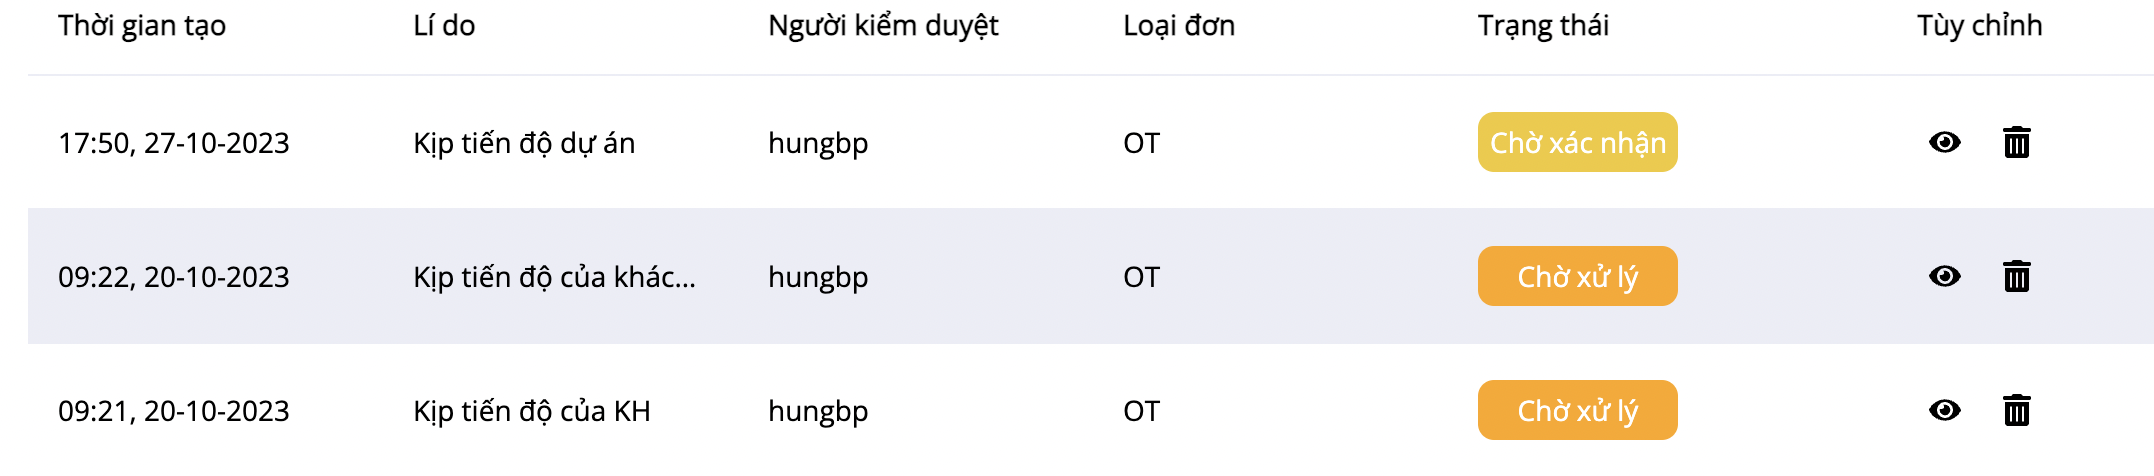 Thời gian tạo Lí do Người kiểm duyệt Loại đơn Trạng thái Tùy chỉnh
17:50, 27-10-2023 Kịp tiến độ dự án hungbp OT Chờ xác nhận
09:22, 20-10-2023 Kịp tiến độ của khác... hungbp OT Chờ xử lý
09:21, 20-10-2023 Kịp tiến độ của KH hungbp OT Chờ xử lý